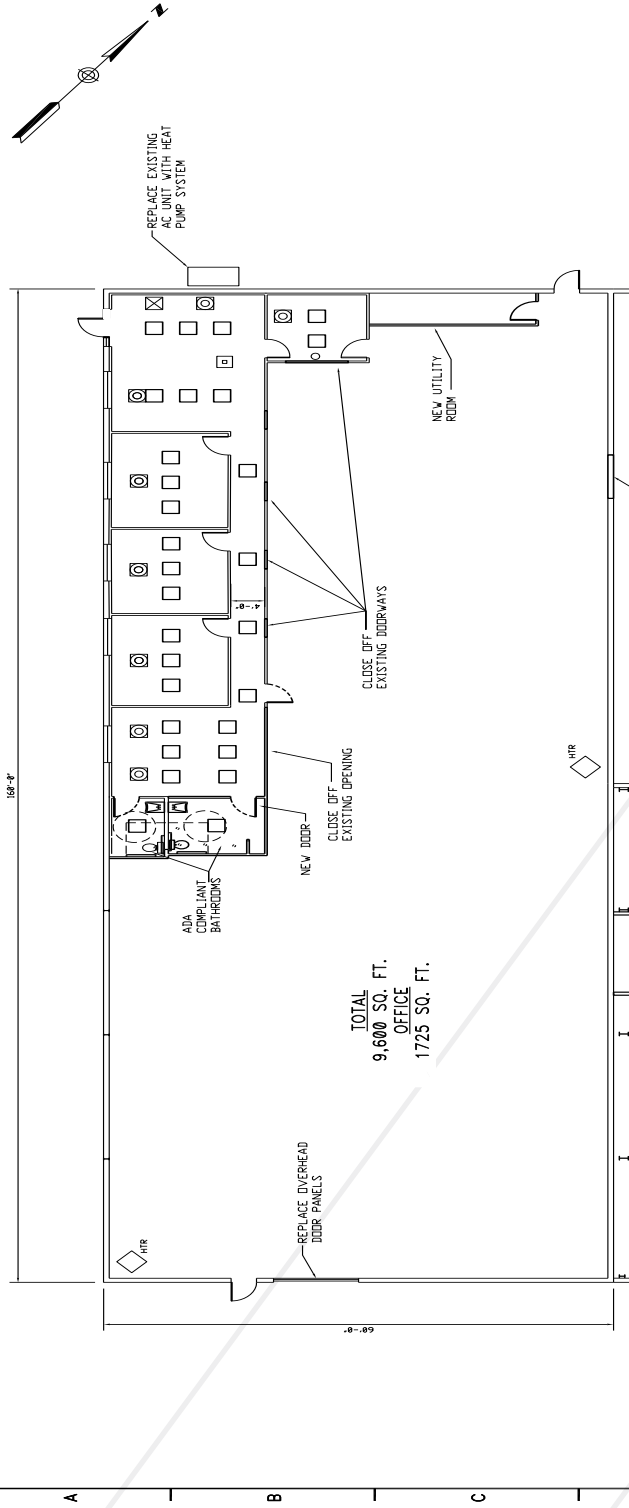 N
160'-0"
REPLACE EXISTING
AC UNIT WITH HEAT
PUMP SYSTEM
NEW UTILITY
ROOM
4'-0"
CLOSE OFF
EXISTING DOORWAYS
CLOSE OFF
EXISTING OPENING
NEW DOOR
ADA
COMPLIANT
BATHROOMS
HTR
TOTAL
9,600 SQ. FT.
OFFICE
1725 SQ. FT.
REPLACE OVERHEAD
DOOR PANELS
HTR
60'-0"
A
B
C